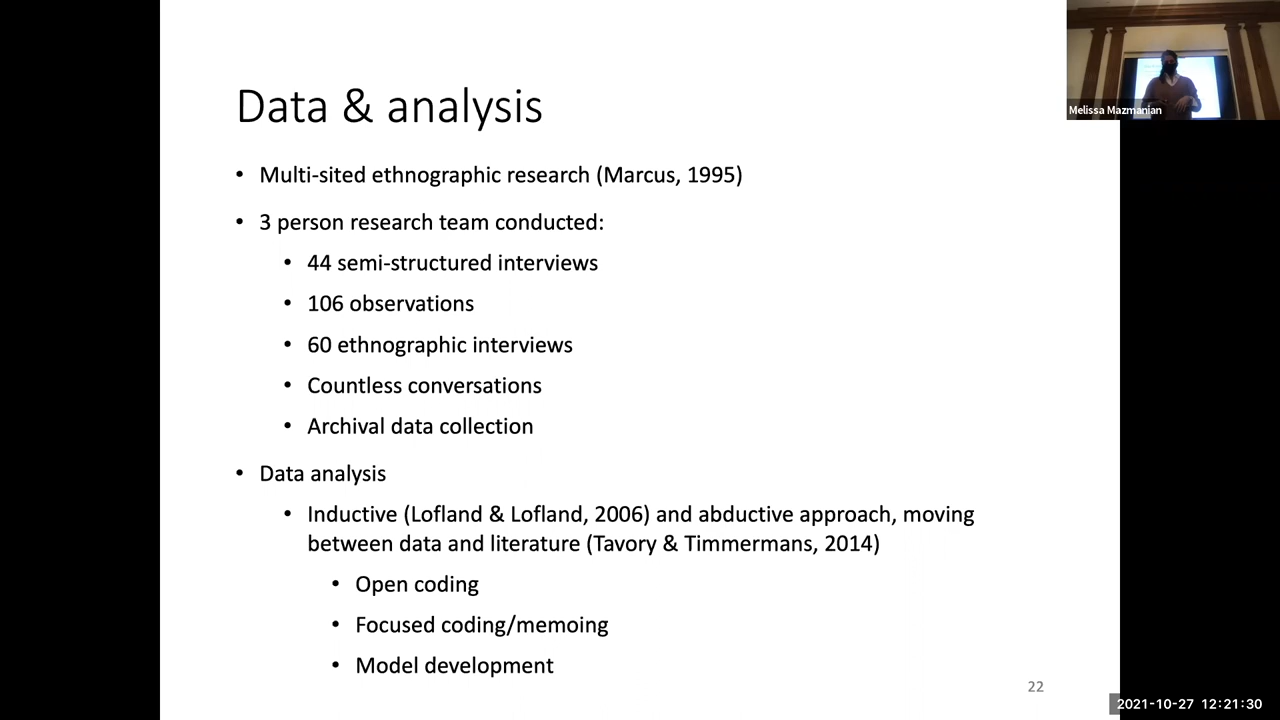 Data & analysis
• Multi-sited ethnographic research (Marcus, 1995)
• 3 person research team conducted:
• 44 semi-structured interviews
• 106 observations
• 60 ethnographic interviews
• Countless conversations
• Archival data collection
• Data analysis
• Inductive (Lofland & Lofland, 2006) and abductive approach, moving
between data and literature (Tavory & Timmermans, 2014)
• Open coding
• Focused coding/memoing
• Model development
22
Melissa Mazmanian
2021-10-27 12:21:30